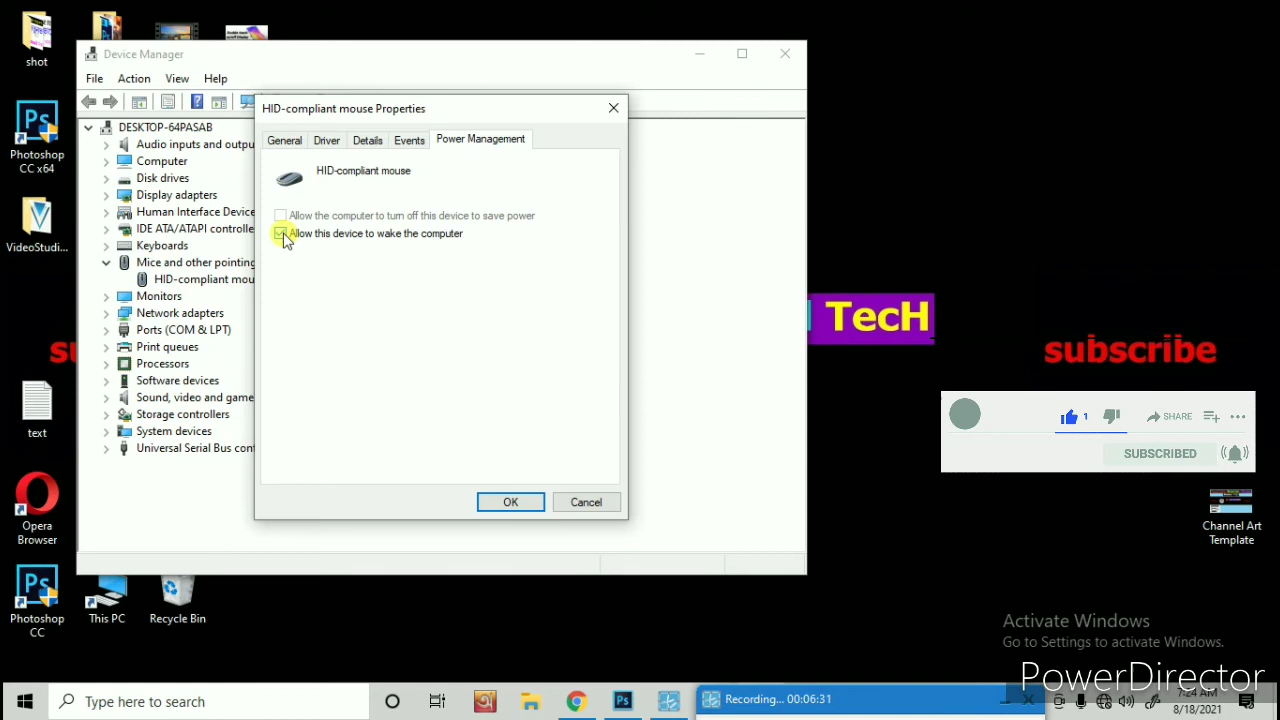 shot
Photoshop
CC x64
VideoStudi...
text
Opera
Browser
Photoshop
CC
This PC
Recycle Bin
Device Manager
File Action View Help
DESKTOP-64PASAB
Audio inputs and outpu
Computer
Disk drives
Display adapters
Human Interface Device
IDE ATA/ATAPI controlle
Keyboards
Mice and other pointing
HID-compliant mou
Monitors
Network adapters
Ports (COM & LPT)
Print queues
Processors
Software devices
Sound, video and game
Storage controllers
System devices
Universal Serial Bus con
HID-compliant mouse Properties
General Driver Details Events Power Management
HID-compliant mouse
Allow the computer to turn off this device to save power
Allow this device to wake the computer
OK Cancel
su
TecH
subscribe
1 SHARE
SUBSCRIBED
Channel Art
Template
Activate Windows
Go to Settings to activate Windows.
PowerDirector
Type here to search
Recording... 00:06:31
7:24 AM
8/18/2021